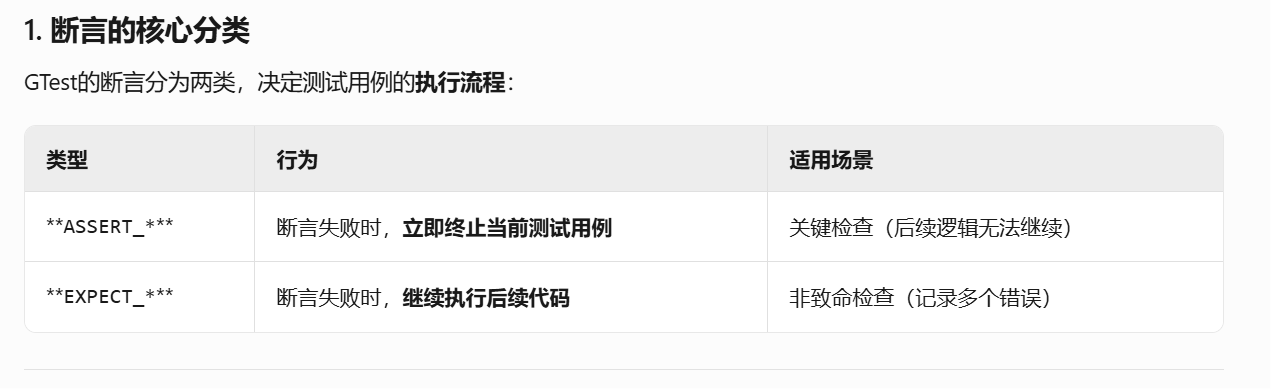 1. 断言的核心分类
GTest的断言分为两类，决定测试用例的执行流程：
类型 行为 适用场景
**ASSERT_*** 断言失败时，立即终止当前测试用例 关键检查（后续逻辑无法继续）
**EXPECT_*** 断言失败时，继续执行后续代码 非致命检查（记录多个错误）